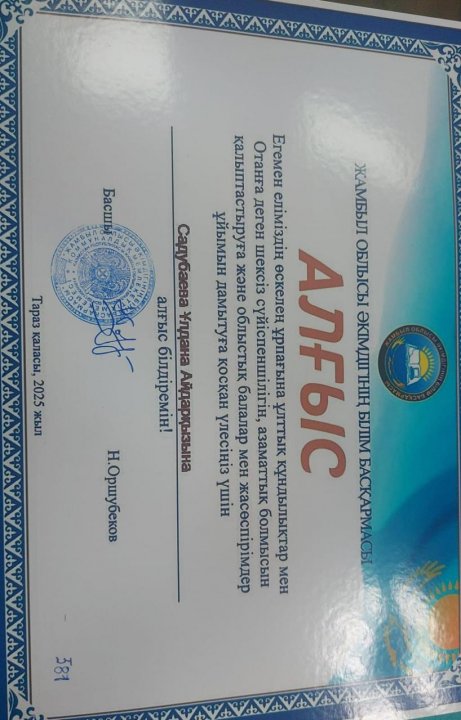 ЖАМБЫЛ ОБЛЫСЫ ӘКІМДІГІНІҢ БІЛІМ БАСҚАРМАСЫ
АЛҒЫС
Егемен еліміздің өскелең ұрпағына ұлттық құндылықтар мен
Отанға деген шексіз сүйіспеншілігін, азаматтық болмысын
қалыптастыруға және облыстық балалар мен жасөспірімдер
ұйымын дамытуға қосқан үлесіңіз үшін
Садубаева Ұлдана Айдарқызына
алғыс білдіремін!
Басшы Н.Оршубеков
Тараз қаласы, 2025 жыл
581